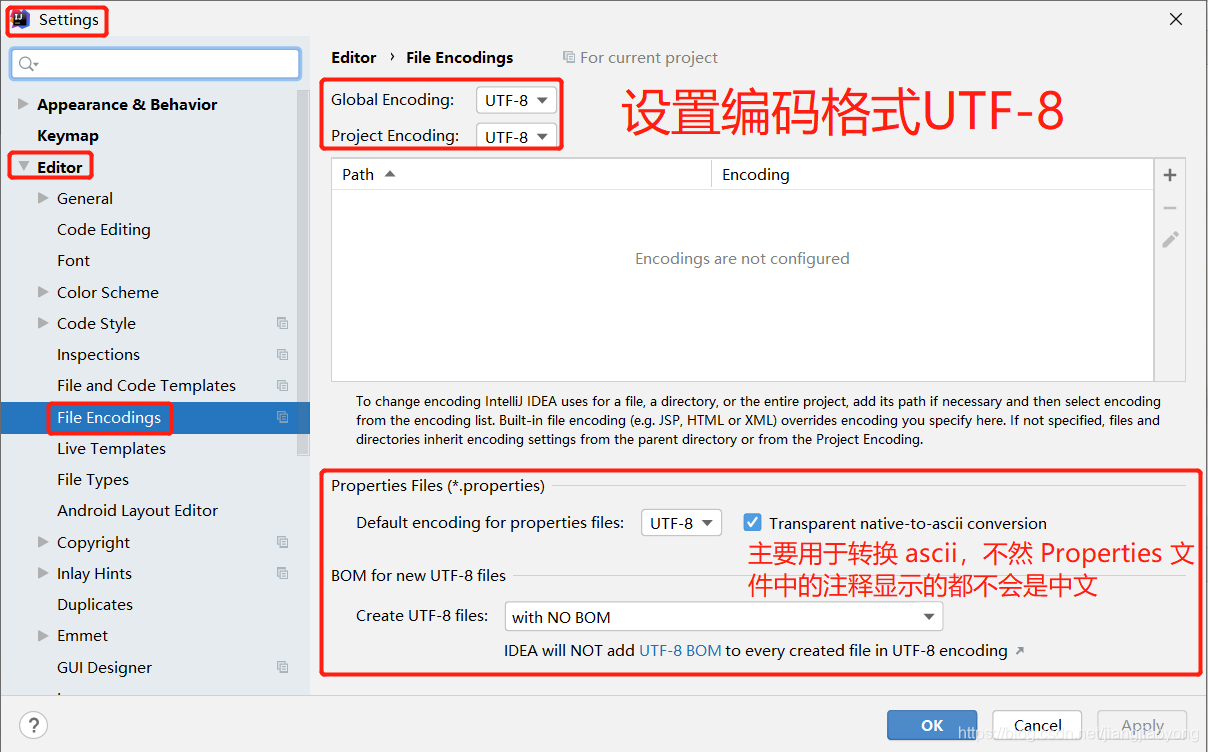 Settings
Editor › File Encodings
For current project
Appearance & Behavior
Keymap
Editor
General
Code Editing
Font
Color Scheme
Code Style
Inspections
File and Code Templates
File Encodings
Live Templates
File Types
Android Layout Editor
Copyright
Inlay Hints
Duplicates
Emmet
GUI Designer
Global Encoding: UTF-8
Project Encoding: UTF-8
设置编码格式UTF-8
Path Encoding
Encodings are not configured
To change encoding IntelliJ IDEA uses for a file, a directory, or the entire project, add its path if necessary and then select encoding
from the encoding list. Built-in file encoding (e.g. JSP, HTML or XML) overrides encoding you specify here. If not specified, files and
directories inherit encoding settings from the parent directory or from the Project Encoding.
Properties Files (*.properties)
Default encoding for properties files: UTF-8 Transparent native-to-ascii conversion
主要用于转换 ascii，不然 Properties 文
件中的注释显示的都不会是中文
BOM for new UTF-8 files
Create UTF-8 files: with NO BOM
IDEA will NOT add UTF-8 BOM to every created file in UTF-8 encoding
?
OK Cancel Apply
https://blog.csdn.net/jiangjiaoyong